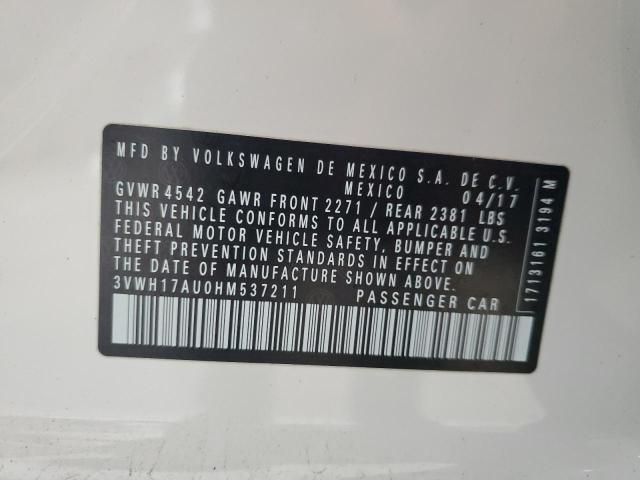 MFD BY VOLKSWAGEN DE MEXICO S.A. DE C.V.
MEXICO 04/17
GVWR 4542 GAWR FRONT 2271 / REAR 2381 LBS
THIS VEHICLE CONFORMS TO ALL APPLICABLE U.S.
FEDERAL MOTOR VEHICLE SAFETY, BUMPER AND
THEFT PREVENTION STANDARDS IN EFFECT ON
THE DATE OF MANUFACTURE SHOWN ABOVE.
3VWH17AU0HM537211 PASSENGER CAR
1713161 3194 M